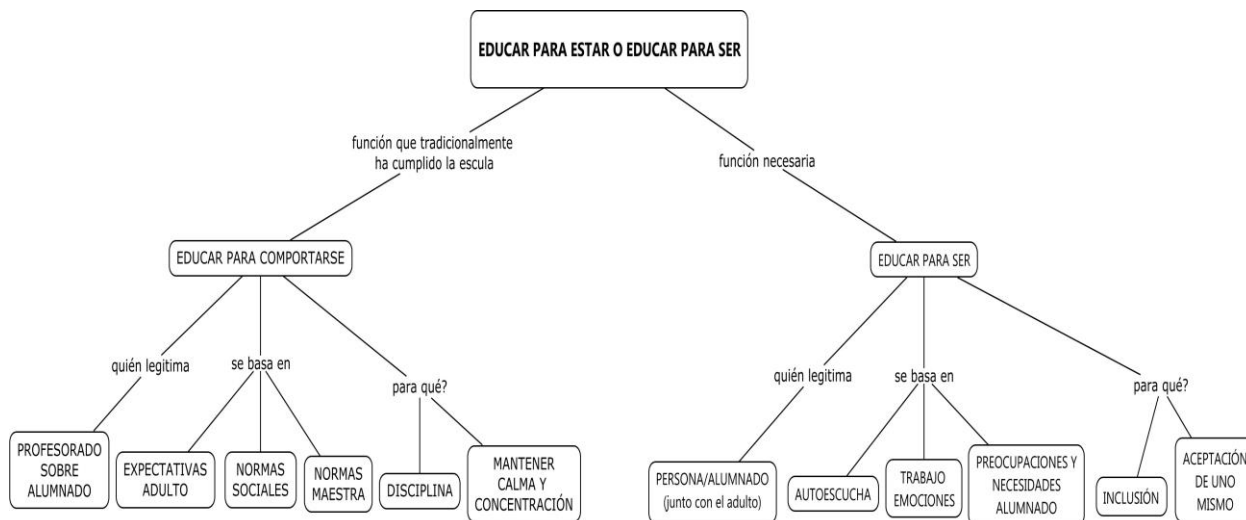 EDUCAR PARA ESTAR O EDUCAR PARA SER
función que tradicionalmente
ha cumplido la escula
función necesaria
EDUCAR PARA COMPORTARSE
EDUCAR PARA SER
quién legitima
se basa en
para qué?
quién legitima
se basa en
para qué?
PROFESORADO
SOBRE
ALUMNADO
EXPECTATIVAS
ADULTO
NORMAS
SOCIALES
NORMAS
MAESTRA
DISCIPLINA
MANTENER
CALMA Y
CONCENTRACIÓN
PERSONA/ALUMNADO
(junto con el adulto)
AUTOESCUCHA
TRABAJO
EMOCIONES
PREOCUPACIONES Y
NECESIDADES
ALUMNADO
INCLUSIÓN
ACEPTACIÓN
DE UNO
MISMO